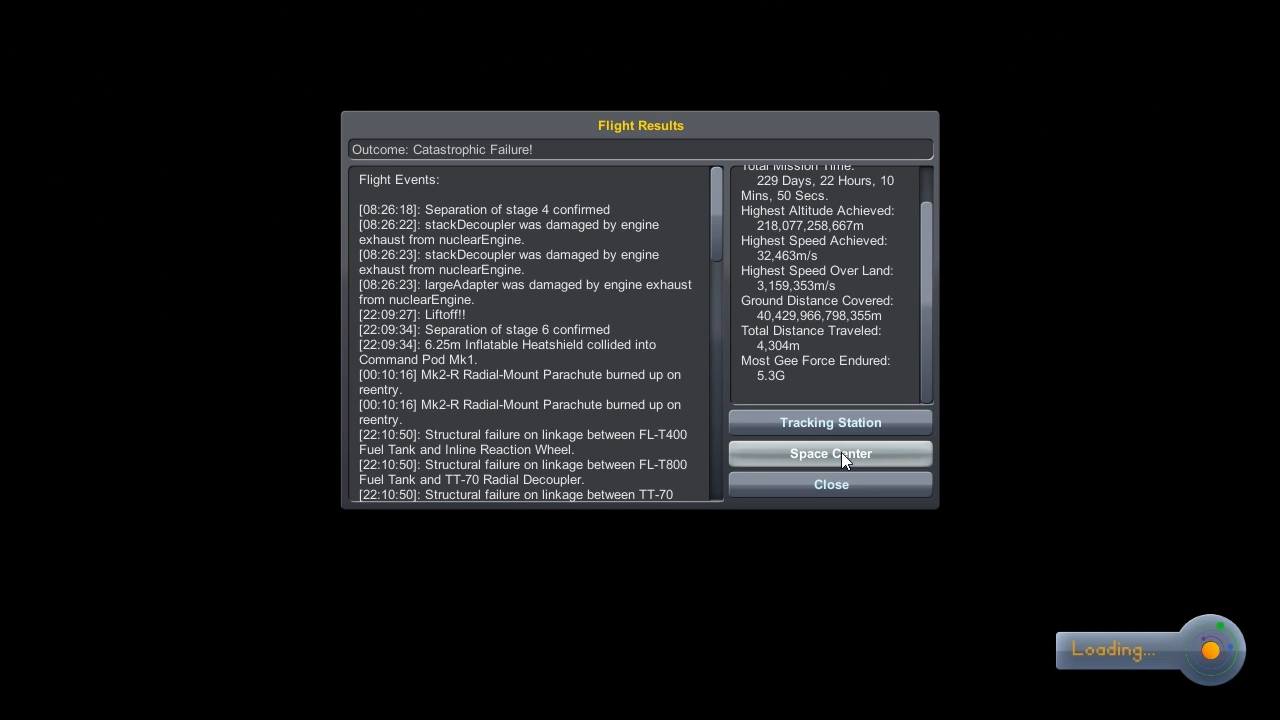 Flight Results
Outcome: Catastrophic Failure!
Flight Events:
[08:26:18]: Separation of stage 4 confirmed
[08:26:22]: stackDecoupler was damaged by engine
exhaust from nuclearEngine.
[08:26:23]: stackDecoupler was damaged by engine
exhaust from nuclearEngine.
[08:26:23]: largeAdapter was damaged by engine exhaust
from nuclearEngine.
[22:09:27]: Liftoff!!
[22:09:34]: Separation of stage 6 confirmed
[22:09:34]: 6.25m Inflatable Heatshield collided into
Command Pod Mk1.
[00:10:16] Mk2-R Radial-Mount Parachute burned up on
reentry.
[00:10:16] Mk2-R Radial-Mount Parachute burned up on
reentry.
[22:10:50]: Structural failure on linkage between FL-T400
Fuel Tank and Inline Reaction Wheel.
[22:10:50]: Structural failure on linkage between FL-T800
Fuel Tank and TT-70 Radial Decoupler.
[22:10:50]: Structural failure on linkage between TT-70
Total Mission Time:
229 Days, 22 Hours, 10
Mins, 50 Secs.
Highest Altitude Achieved:
218,077,258,667m
Highest Speed Achieved:
32,463m/s
Highest Speed Over Land:
3,159,353m/s
Ground Distance Covered:
40,429,966,798,355m
Total Distance Traveled:
4,304m
Most Gee Force Endured:
5.3G
Tracking Station
Space Center
Close
Loading...